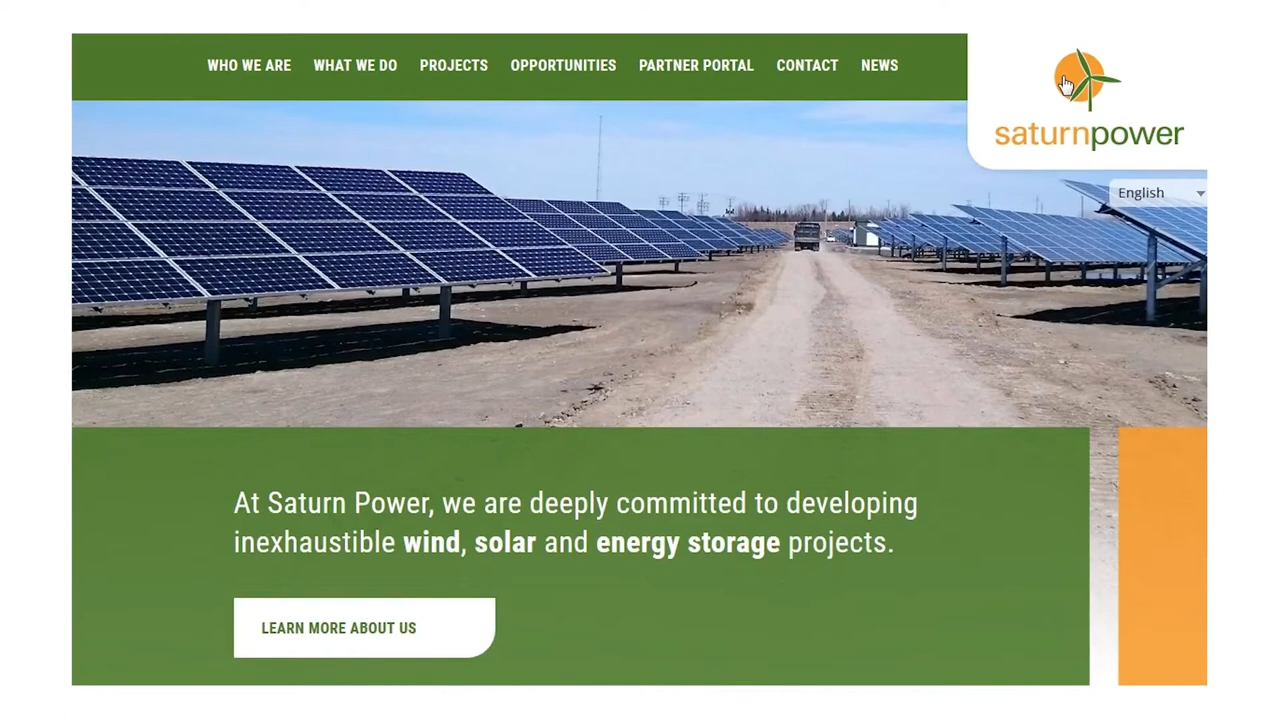 WHO WE ARE WHAT WE DO PROJECTS OPPORTUNITIES PARTNER PORTAL CONTACT NEWS
saturnpower
English
At Saturn Power, we are deeply committed to developing
inexhaustible wind, solar and energy storage projects.
LEARN MORE ABOUT US